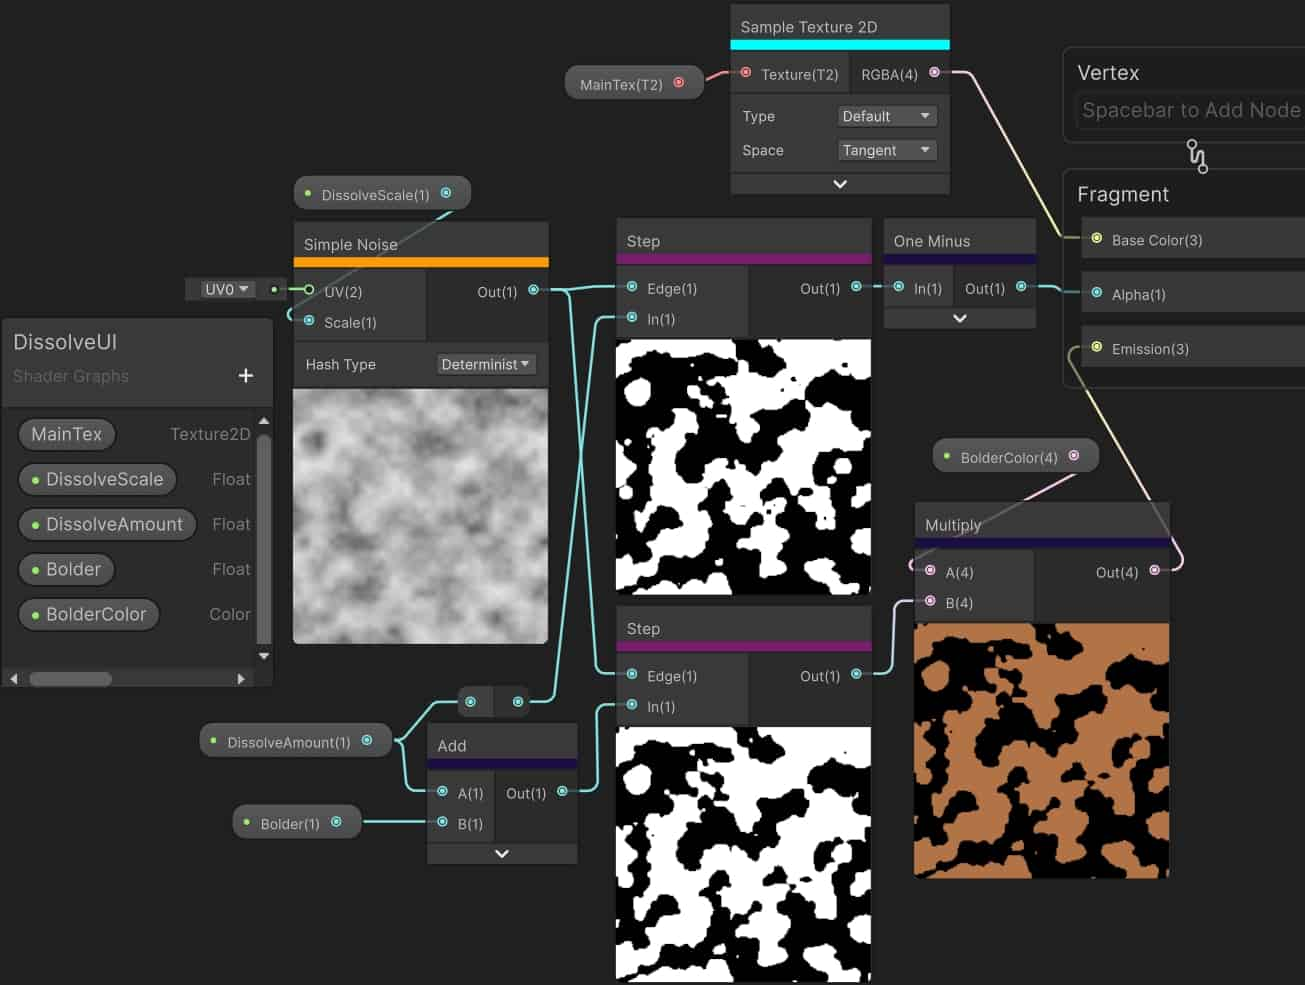 Sample Texture 2D
MainTex(T2)
Texture(T2) RGBA(4)
Type Default
Space Tangent
Vertex
Spacebar to Add Node
Fragment
Base Color(3)
Alpha(1)
Emission(3)
DissolveScale(1)
Simple Noise
UV0
UV(2) Out(1)
Scale(1)
Hash Type Determinist
Step
Edge(1) Out(1)
In(1)
One Minus
In(1) Out(1)
DissolveUI
Shader Graphs
+
MainTex Texture2D
DissolveScale Float
DissolveAmount Float
Bolder Float
BolderColor Color
BolderColor(4)
Multiply
A(4) Out(4)
B(4)
Step
Edge(1) Out(1)
In(1)
DissolveAmount(1)
Add
A(1) Out(1)
B(1)
Bolder(1)